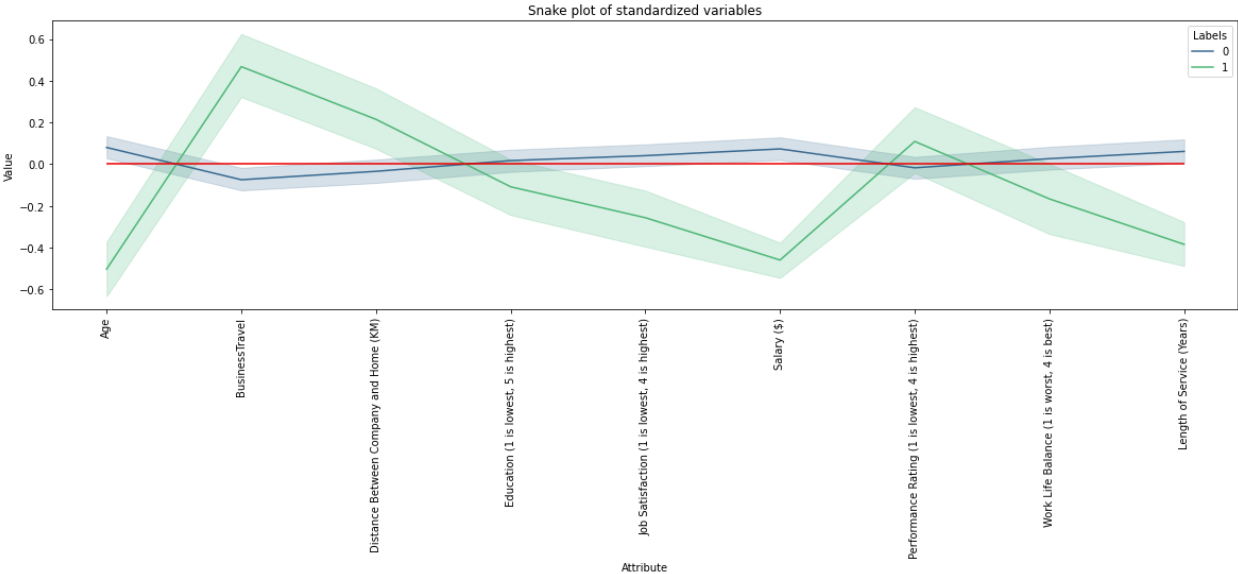 Snake plot of standardized variables
Labels
0
1
0.6
0.4
0.2
0.0
−0.2
−0.4
−0.6
Value
Age
BusinessTravel
Distance Between Company and Home (KM)
Education (1 is lowest, 5 is highest)
Job Satisfaction (1 is lowest, 4 is highest)
Salary ($)
Performance Rating (1 is lowest, 4 is highest)
Work Life Balance (1 is worst, 4 is best)
Length of Service (Years)
Attribute